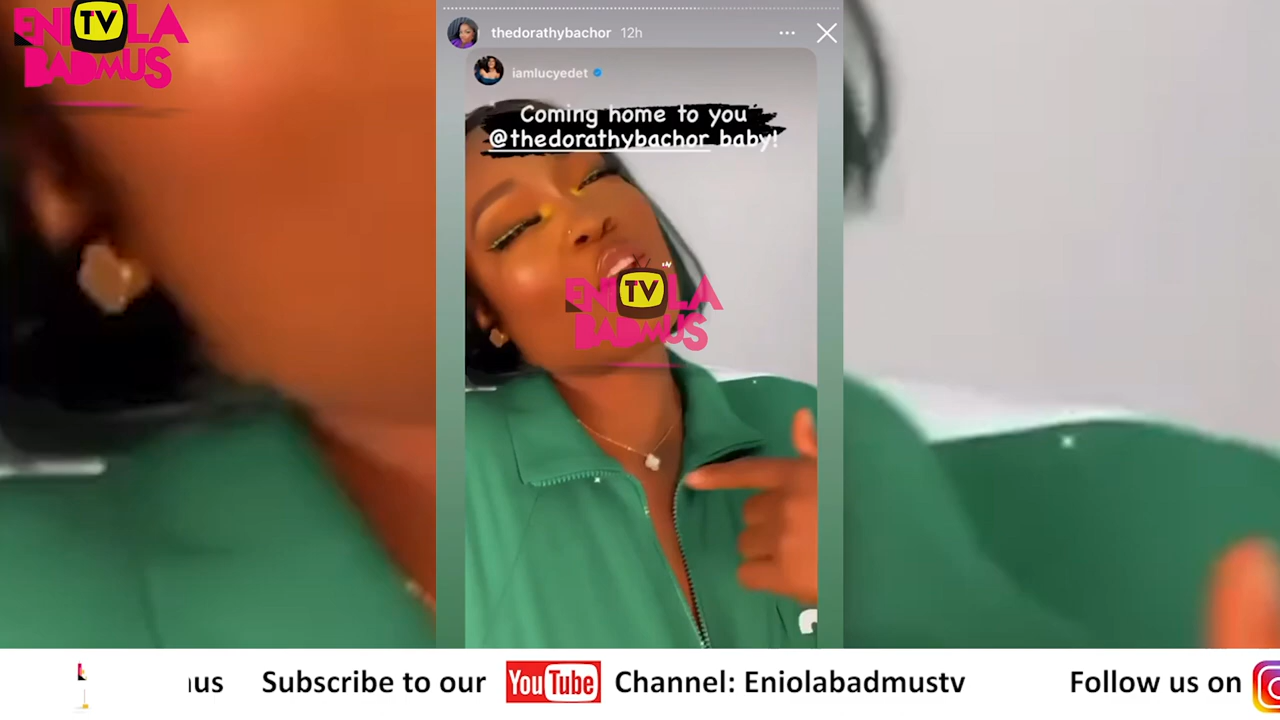 ENIOLA
TV
BADMUS
thedorathybachor 12h
iamlucyedet
Coming home to you
@thedorathybachor baby!
ENIOLA
TV
BADMUS
us Subscribe to our YouTube Channel: Eniolabadmustv Follow us on